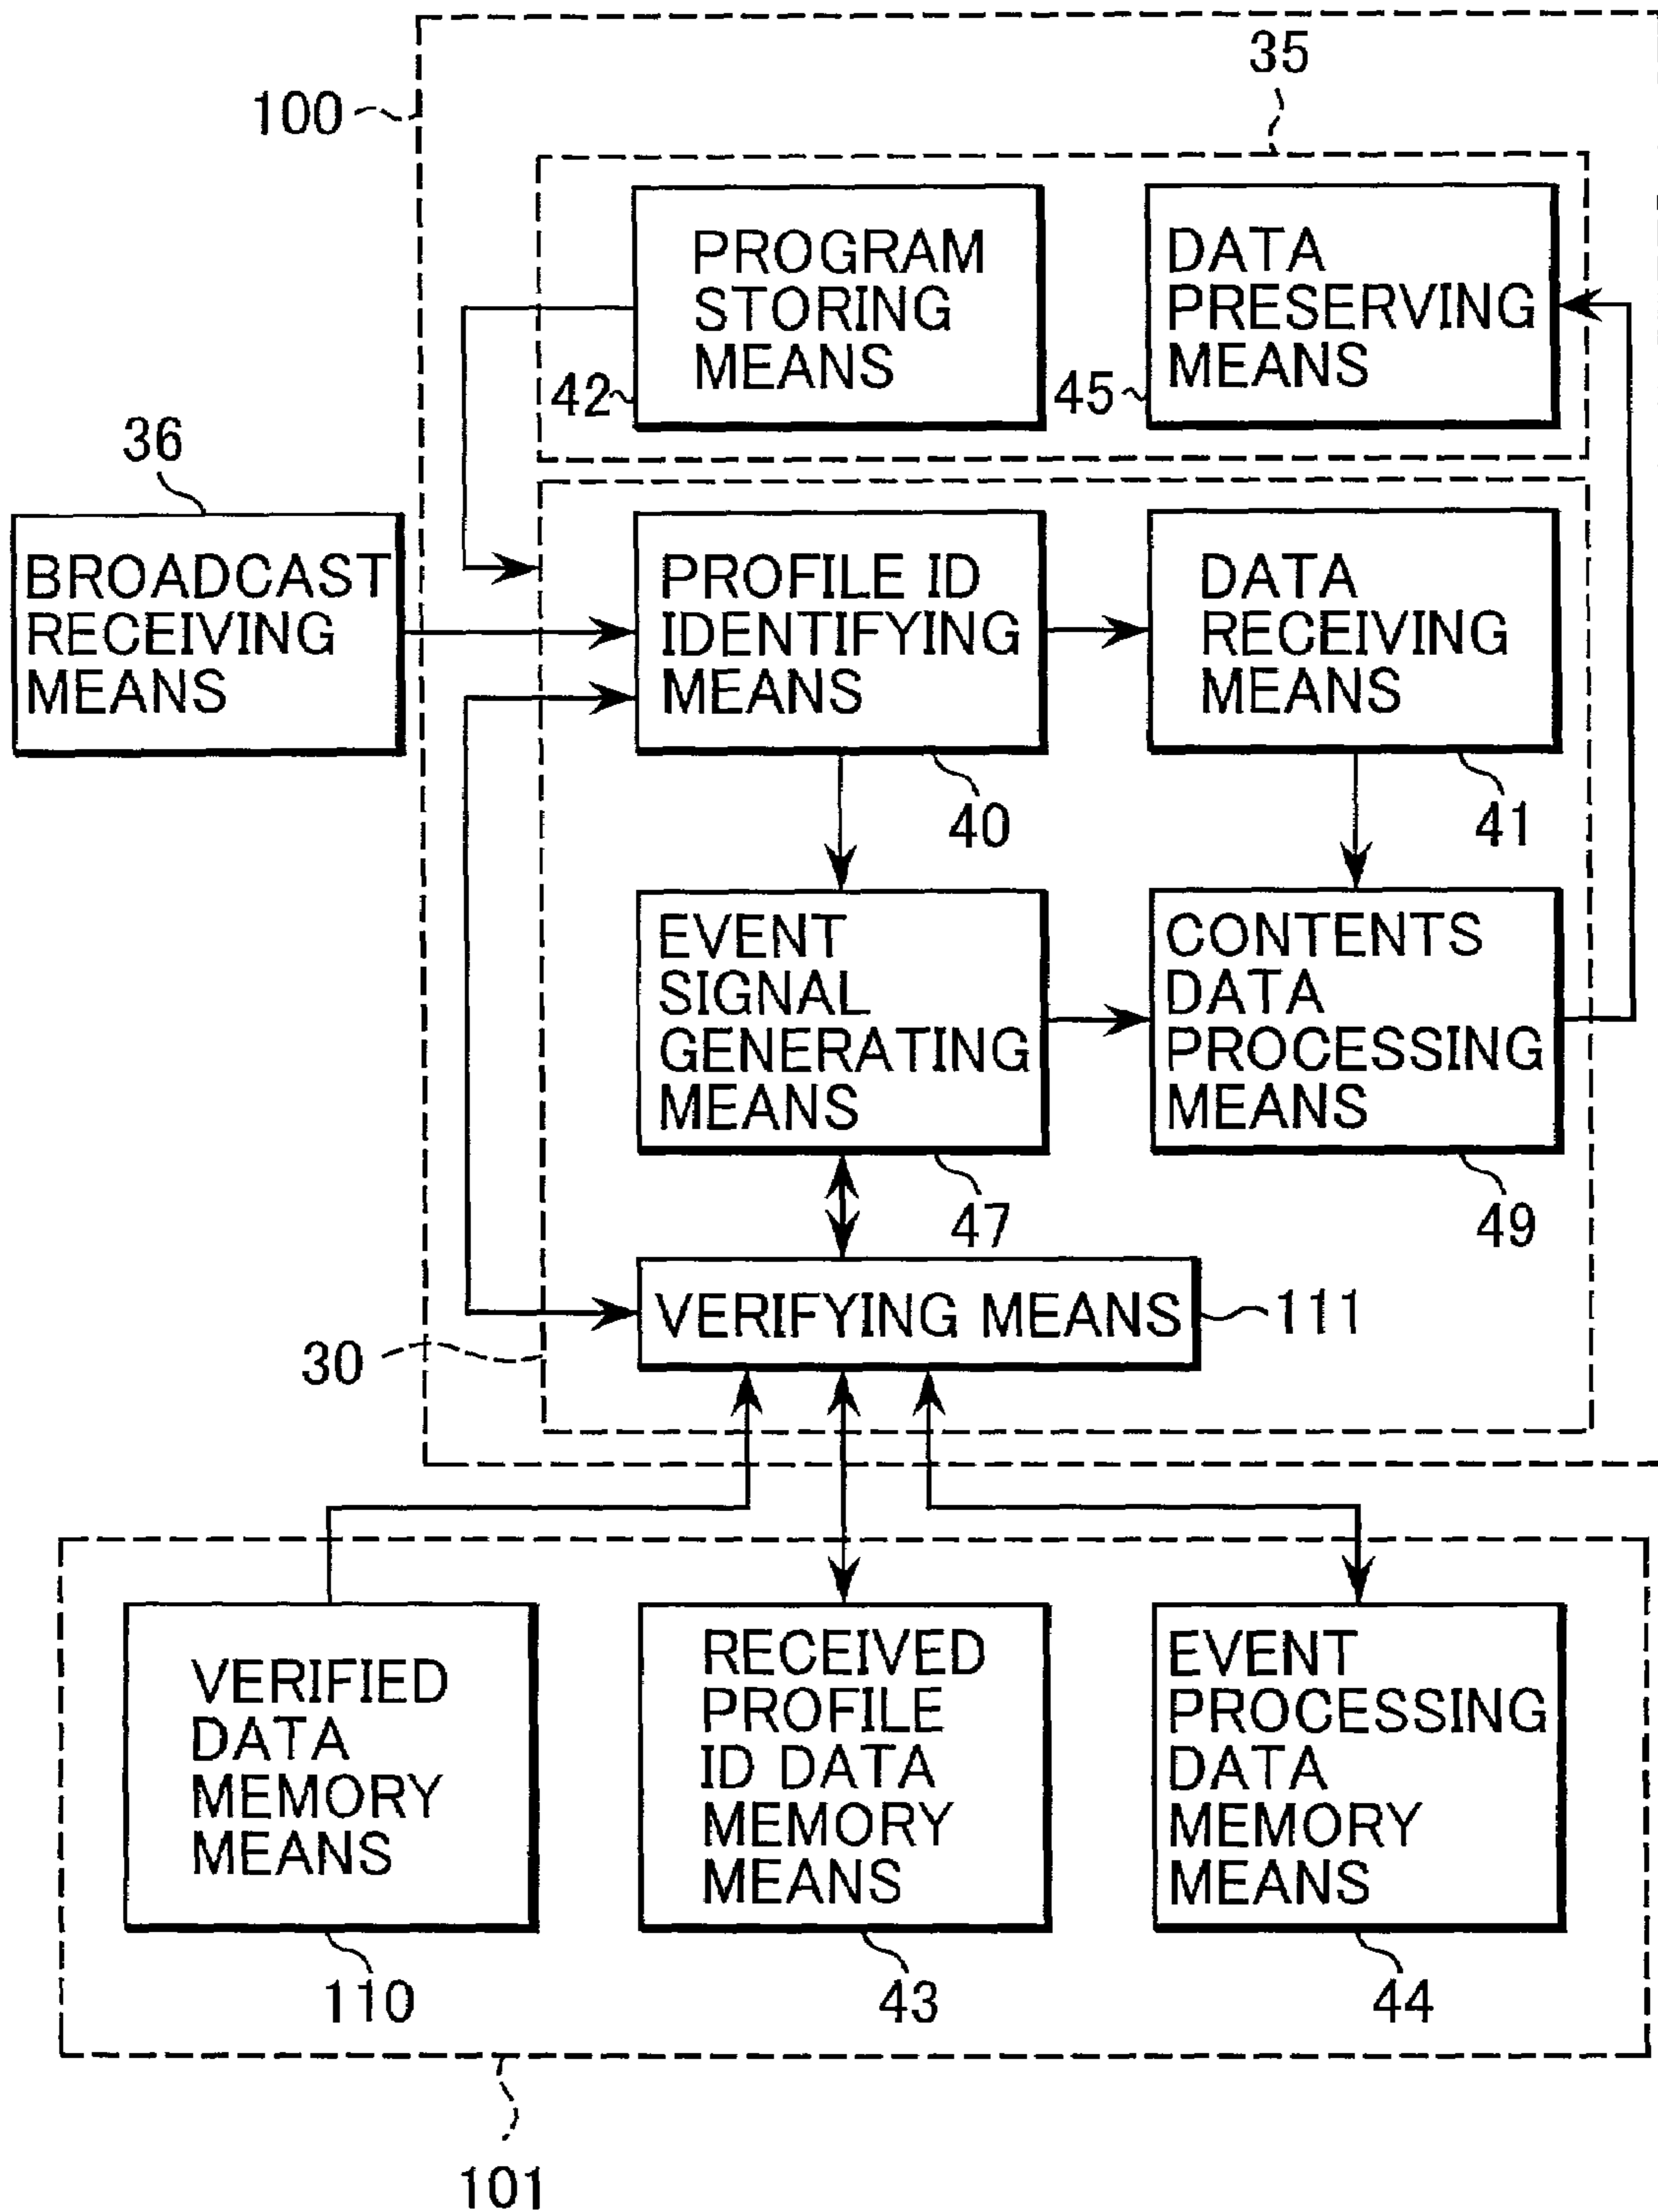 35
100
PROGRAM
STORING
MEANS
42
DATA
PRESERVING
MEANS
45
36
BROADCAST
RECEIVING
MEANS
PROFILE ID
IDENTIFYING
MEANS
40
DATA
RECEIVING
MEANS
41
EVENT
SIGNAL
GENERATING
MEANS
47
CONTENTS
DATA
PROCESSING
MEANS
49
VERIFYING MEANS
111
30
VERIFIED
DATA
MEMORY
MEANS
110
RECEIVED
PROFILE
ID DATA
MEMORY
MEANS
43
EVENT
PROCESSING
DATA
MEMORY
MEANS
44
101